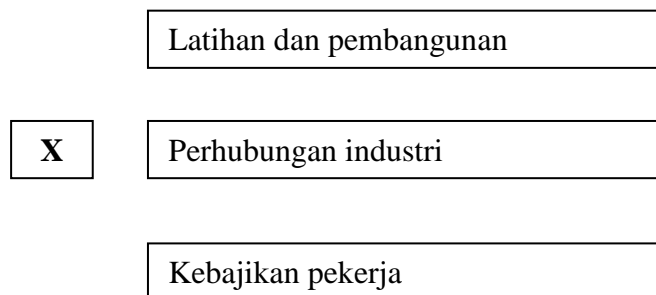 Latihan dan pembangunan
X
Perhubungan industri
Kebajikan pekerja